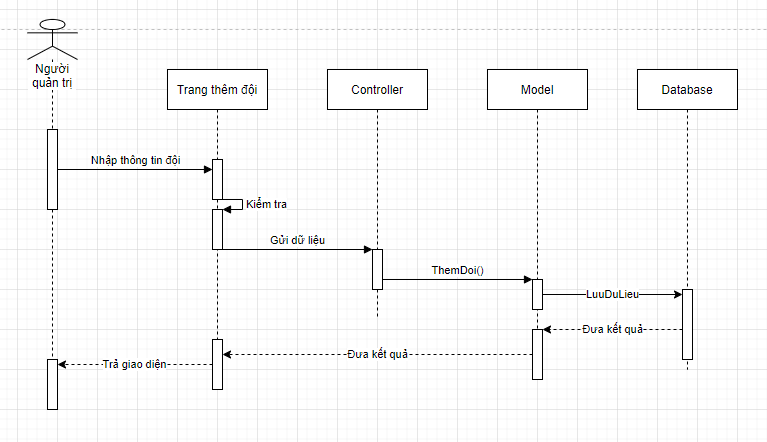 Người
quản trị
Trang thêm đội
Controller
Model
Database
Nhập thông tin đội
Kiểm tra
Gửi dữ liệu
ThemDoi()
LuuDuLieu
Đưa kết quả
Đưa kết quả
Trả giao diện